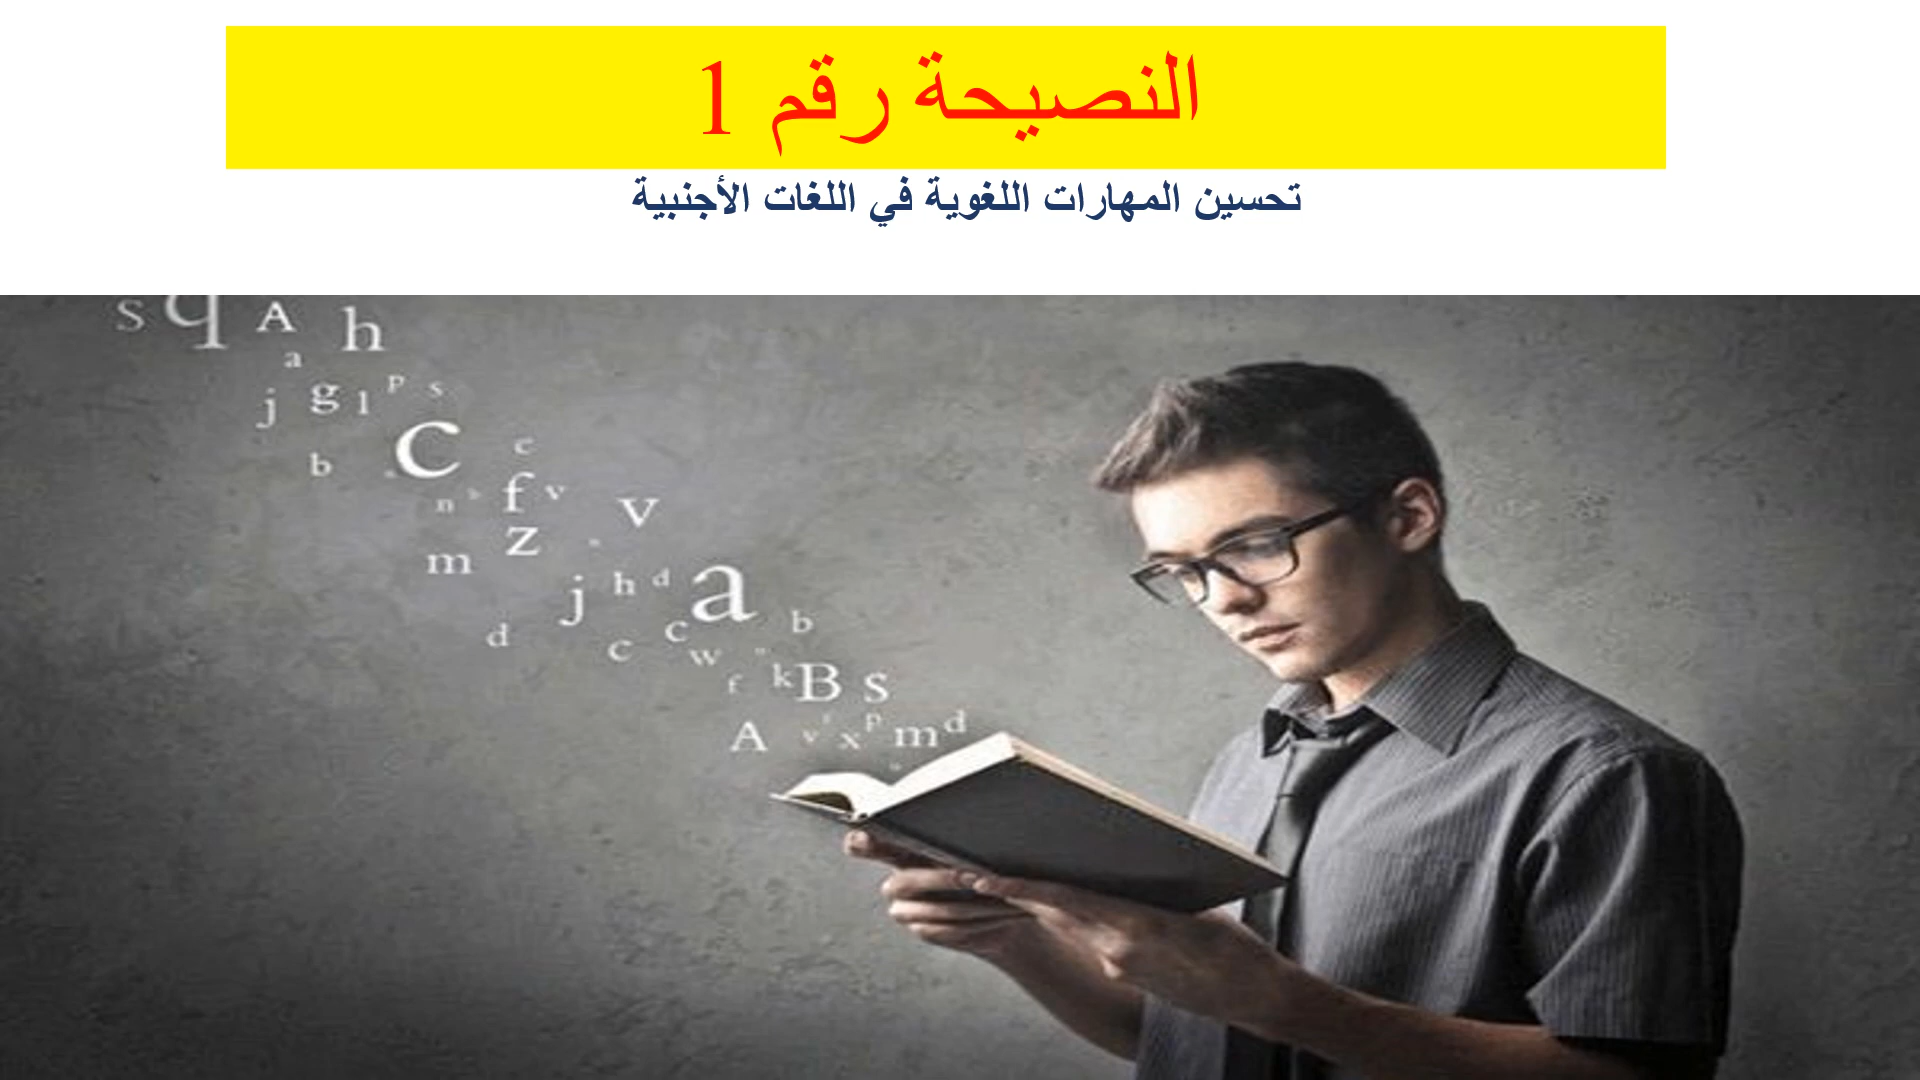 النصيحة رقم 1
تحسين المهارات اللغوية في اللغات الأجنبية
s q A h
a
j g l p s
c e
b n f v v
z
m j h d a
d c c w b
f k B s
A v x p m d